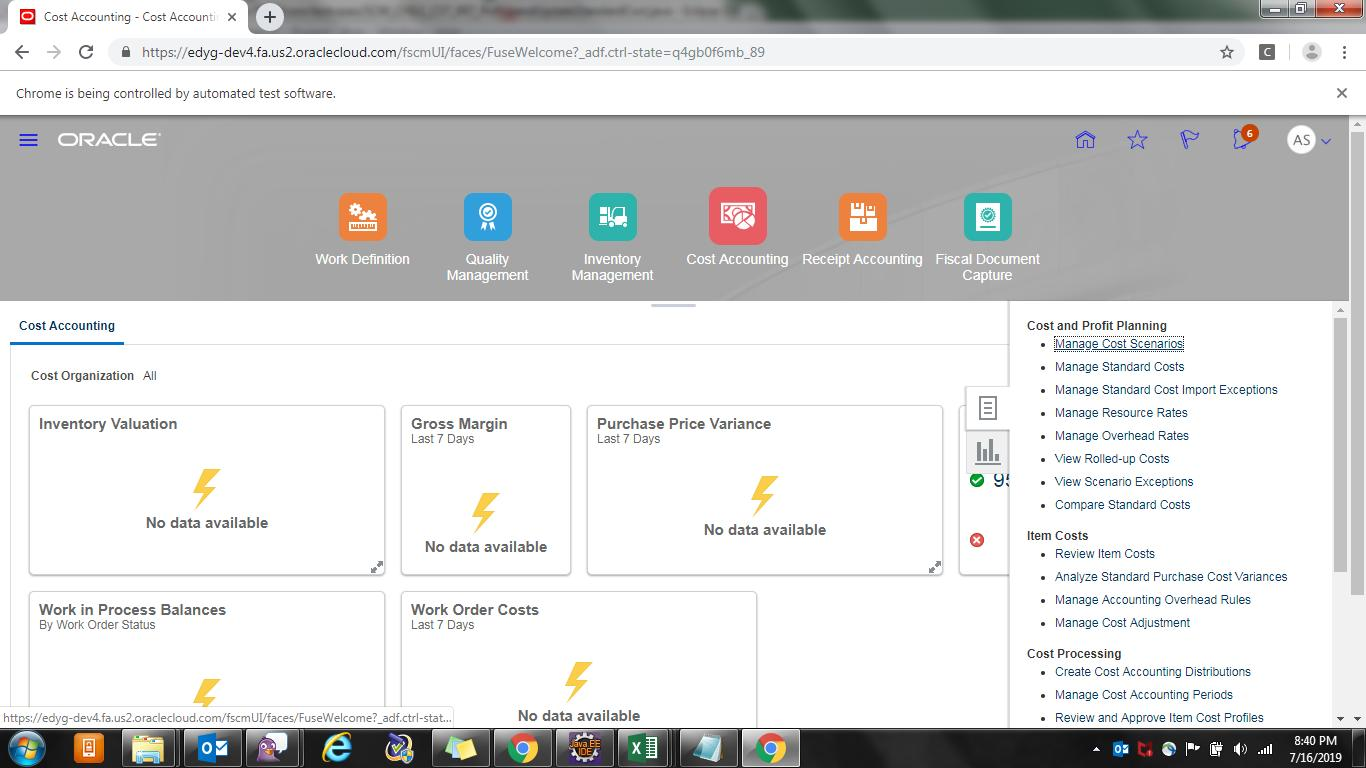 Cost Accounting - Cost Accounti
https://edyg-dev4.fa.us2.oraclecloud.com/fscmUI/faces/FuseWelcome?_adf.ctrl-state=q4gb0f6mb_89
C
Chrome is being controlled by automated test software.
ORACLE
6
AS
Work Definition
Quality
Management
Inventory
Management
Cost Accounting
Receipt Accounting
Fiscal Document
Capture
Cost Accounting
Cost Organization All
Inventory Valuation
No data available
Gross Margin
Last 7 Days
No data available
Purchase Price Variance
Last 7 Days
No data available
95
Work in Process Balances
By Work Order Status
Work Order Costs
Last 7 Days
No data available
Cost and Profit Planning
Manage Cost Scenarios
Manage Standard Costs
Manage Standard Cost Import Exceptions
Manage Resource Rates
Manage Overhead Rates
View Rolled-up Costs
View Scenario Exceptions
Compare Standard Costs
Item Costs
Review Item Costs
Analyze Standard Purchase Cost Variances
Manage Accounting Overhead Rules
Manage Cost Adjustment
Cost Processing
Create Cost Accounting Distributions
Manage Cost Accounting Periods
Review and Approve Item Cost Profiles
https://edyg-dev4.fa.us2.oraclecloud.com/fscmUI/faces/FuseWelcome?_adf.ctrl-stat...
Java EE
IDE
8:40 PM
7/16/2019